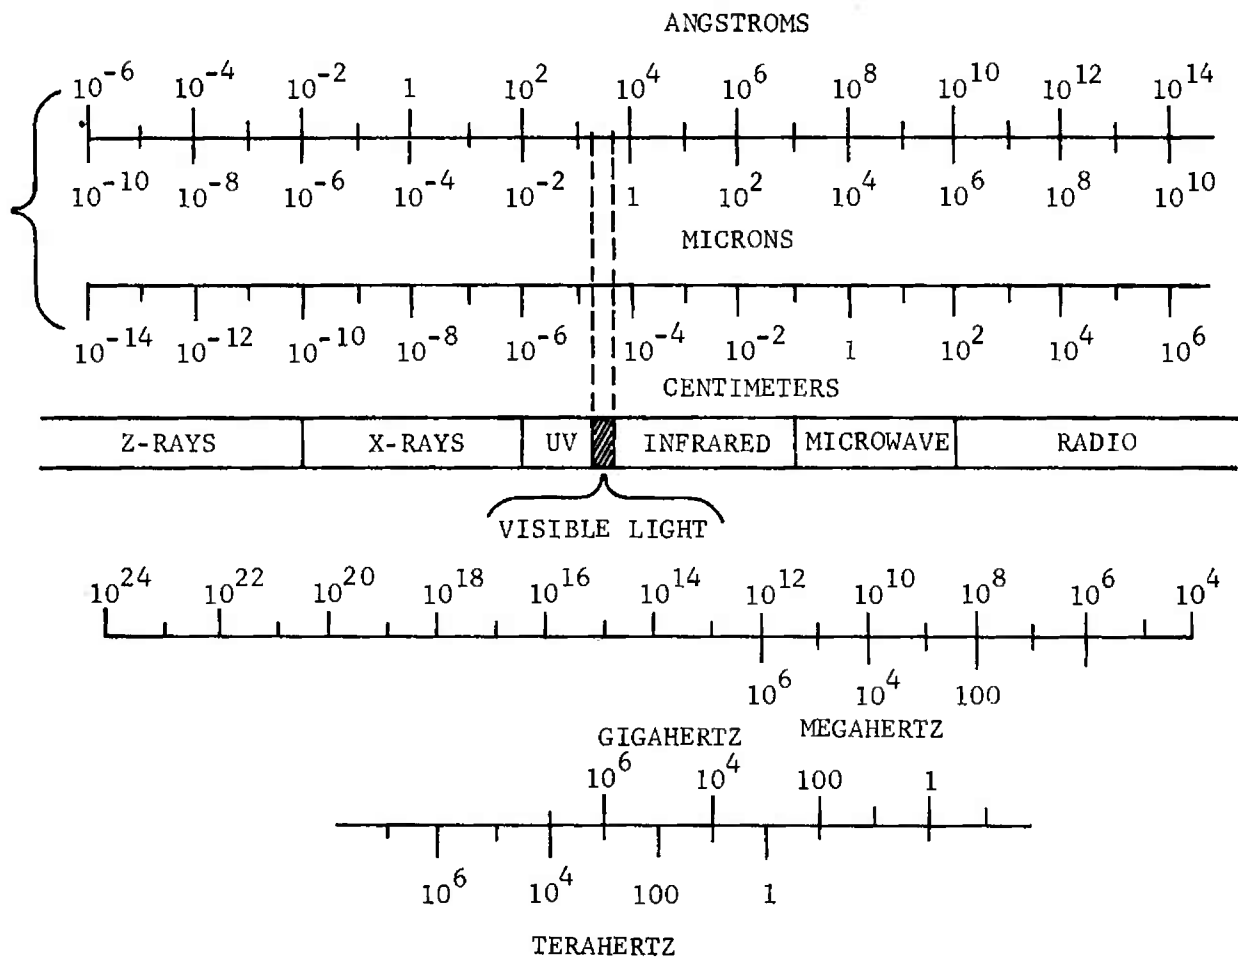 ANGSTROMS
10^-6 10^-4 10^-2 1 10^2 10^4 10^6 10^8 10^10 10^12 10^14
10^-10 10^-8 10^-6 10^-4 10^-2 1 10^2 10^4 10^6 10^8 10^10
MICRONS
10^-14 10^-12 10^-10 10^-8 10^-6 10^-4 10^-2 1 10^2 10^4 10^6
CENTIMETERS
Z-RAYS X-RAYS UV INFRARED MICROWAVE RADIO
VISIBLE LIGHT
10^24 10^22 10^20 10^18 10^16 10^14 10^12 10^10 10^8 10^6 10^4
10^6 10^4 100
GIGAHERTZ MEGAHERTZ
10^6 10^4 100 1
10^6 10^4 100 1
TERAHERTZ